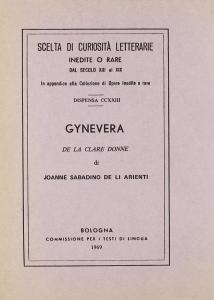 SCELTA DI CURIOSITÀ LETTERARIE
INEDITE O RARE
DAL SECOLO XIII al XIX
In appendice alla Collezione di Opere inedite o rare
DISPENSA CCXXIII
GYNEVERA
DE LA CLARE DONNE
di
JOANNE SABADINO DE LI ARIENTI
BOLOGNA
COMMISSIONE PER I TESTI DI LINGUA
1969